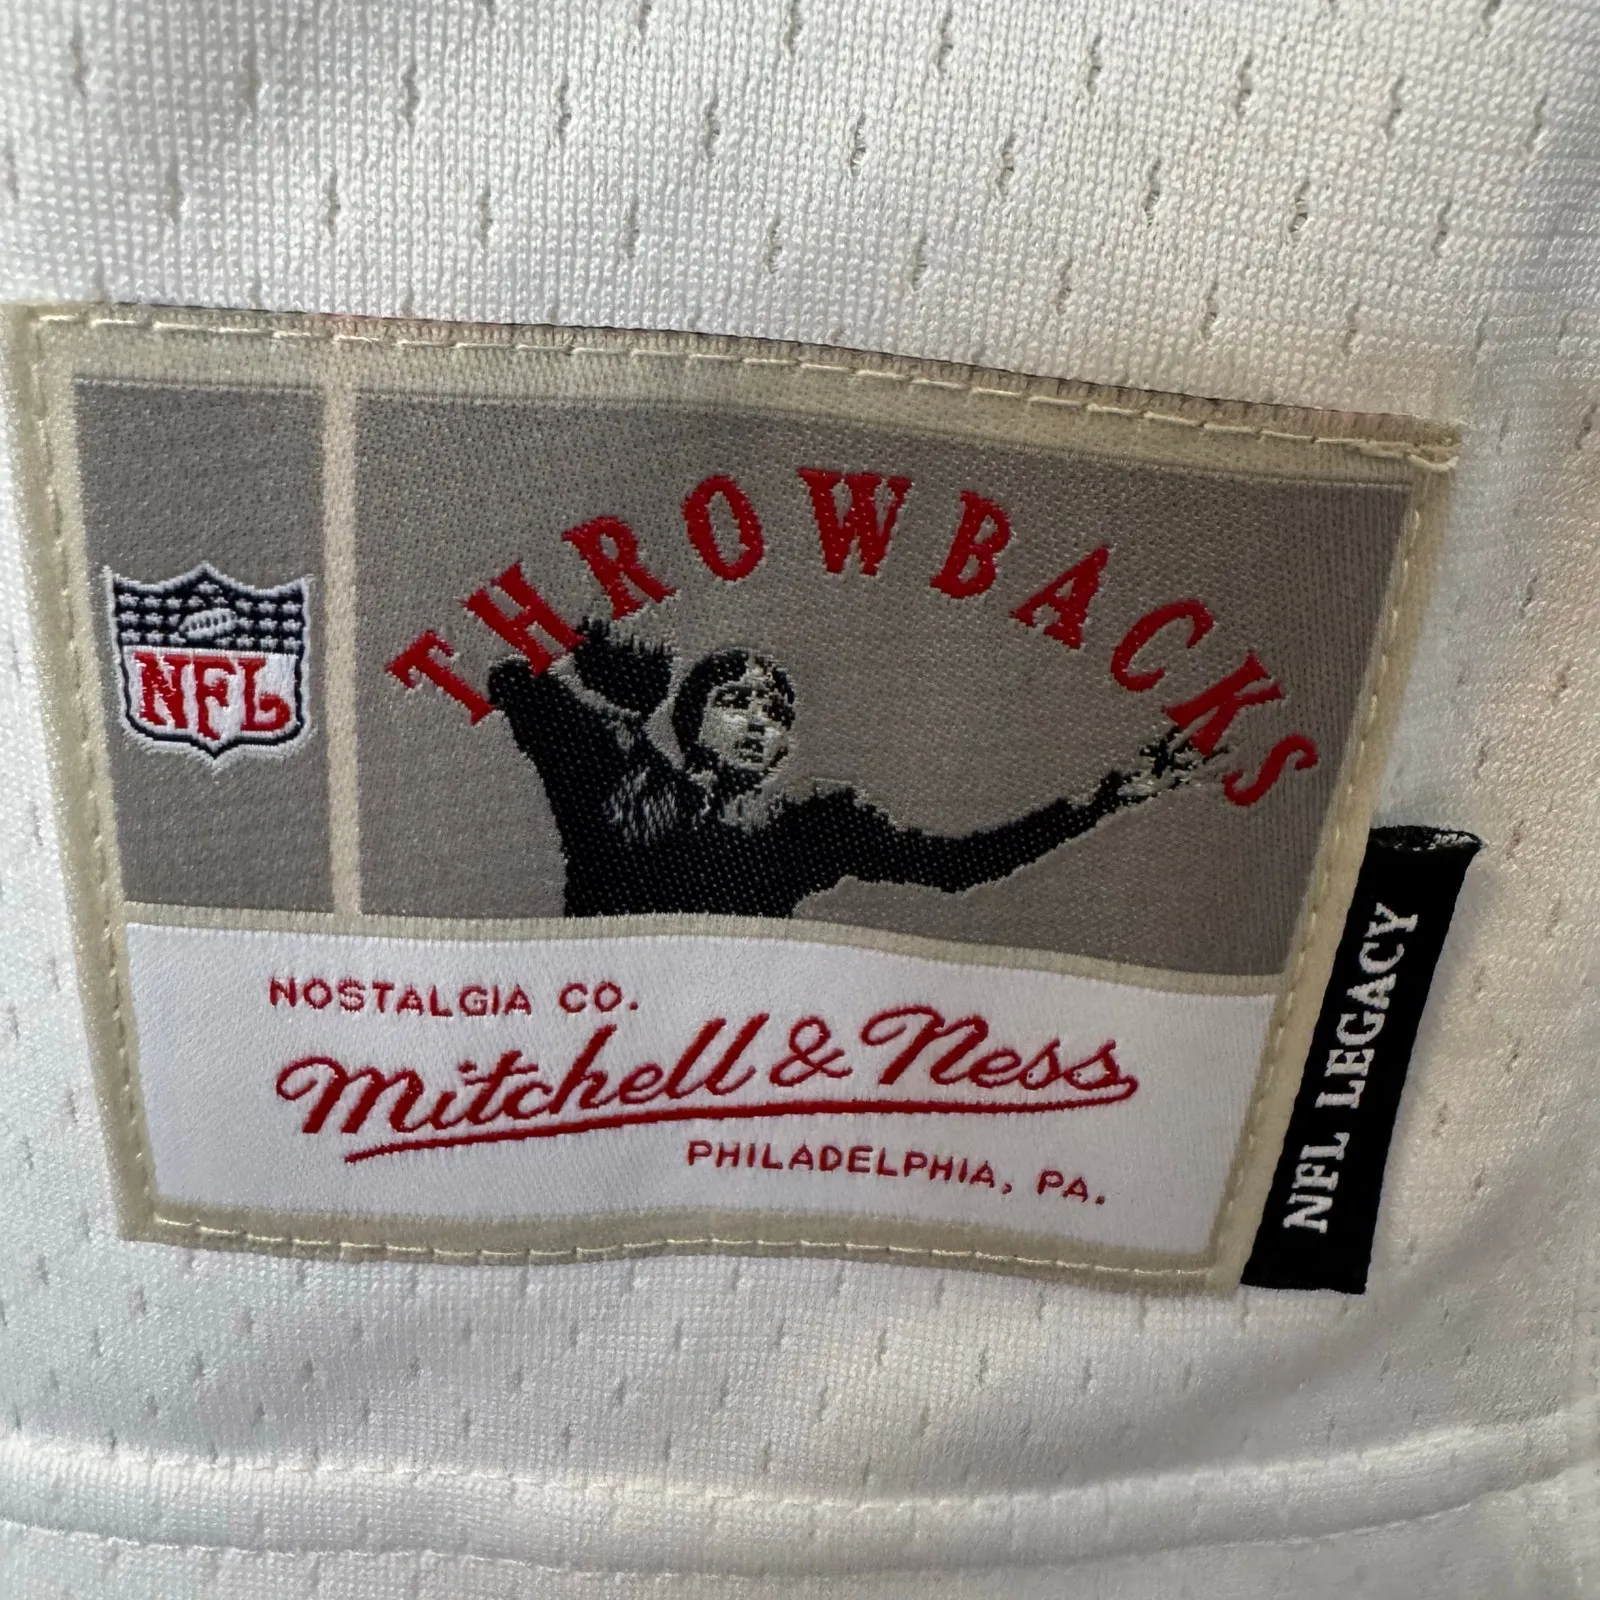 THROWBACKS
NFL
NOSTALGIA CO.
Mitchell & Ness
PHILADELPHIA, PA.
NFL LEGACY